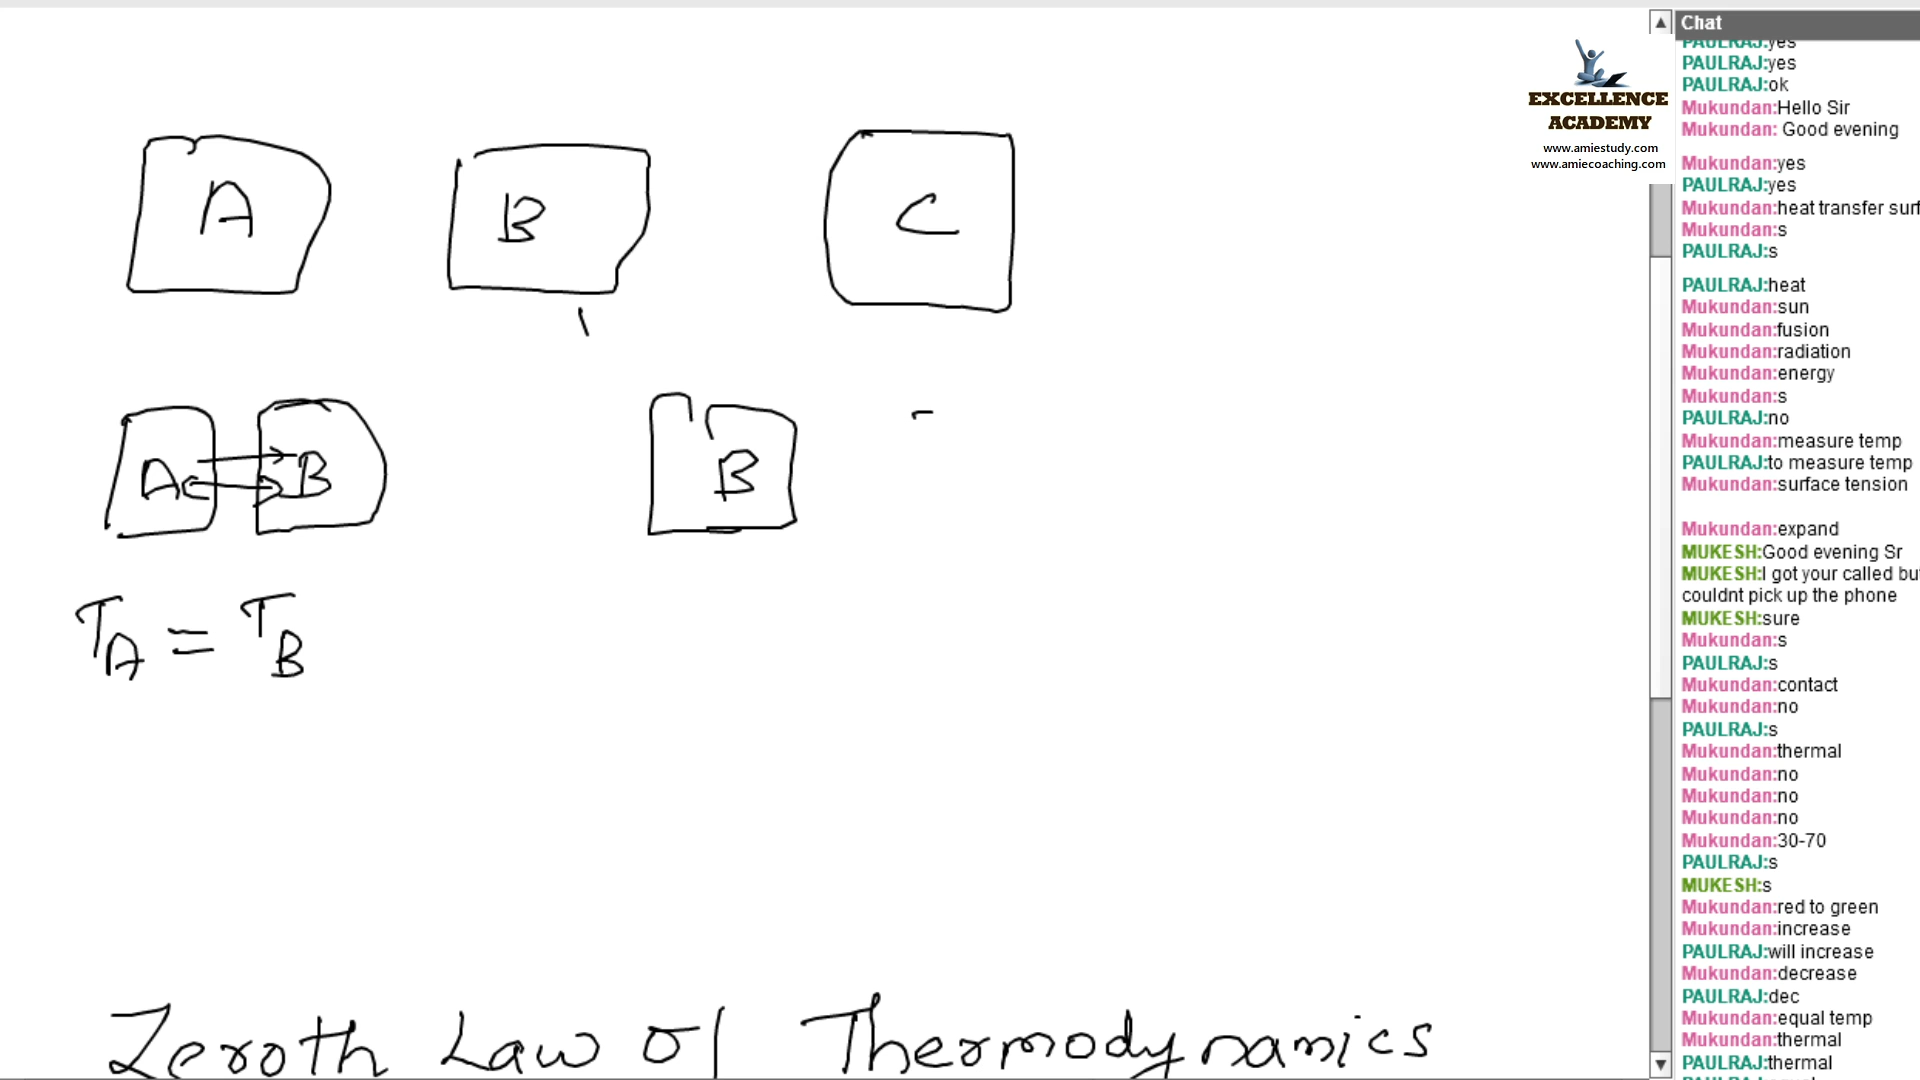 A B C
A B B
T_A = T_B
Zeroth Law of Thermodynamics
EXCELLENCE
ACADEMY
www.amiestudy.com
www.amiecoaching.com
Chat
PAULRAJ:yes
PAULRAJ:yes
PAULRAJ:ok
Mukundan:Hello Sir
Mukundan: Good evening
Mukundan:yes
PAULRAJ:yes
Mukundan:heat transfer surf
Mukundan:s
PAULRAJ:s
PAULRAJ:heat
Mukundan:sun
Mukundan:fusion
Mukundan:radiation
Mukundan:energy
Mukundan:s
PAULRAJ:no
Mukundan:measure temp
PAULRAJ:to measure temp
Mukundan:surface tension
Mukundan:expand
MUKESH:Good evening Sr
MUKESH:I got your called but
couldnt pick up the phone
MUKESH:sure
Mukundan:s
PAULRAJ:s
Mukundan:contact
Mukundan:no
PAULRAJ:s
Mukundan:thermal
Mukundan:no
Mukundan:no
Mukundan:no
Mukundan:30-70
PAULRAJ:s
MUKESH:s
Mukundan:red to green
Mukundan:increase
PAULRAJ:will increase
Mukundan:decrease
PAULRAJ:dec
Mukundan:equal temp
Mukundan:thermal
PAULRAJ:thermal